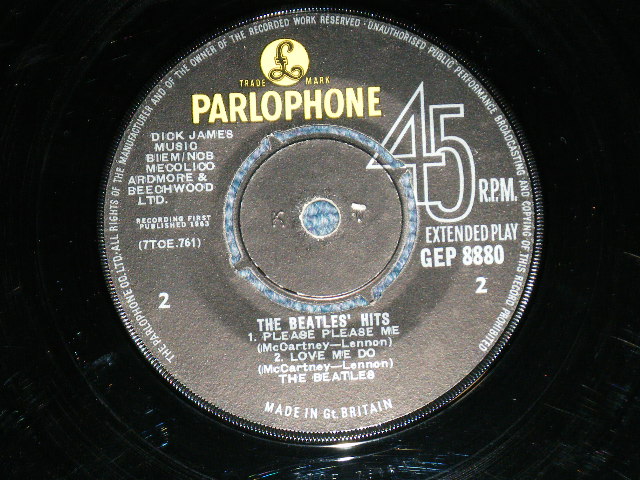 THE PARLOPHONE CO.LTD. ALL RIGHTS OF THE MANUFACTURER AND OF THE OWNER OF THE RECORDED WORK RESERVED · UNAUTHORISED PUBLIC PERFORMANCE BROADCASTING AND COPYING OF THIS RECORD PROHIBITED
£
TRADE MARK
PARLOPHONE
DICK JAMES
MUSIC
BIEM/NCB
MECOLICO
ARDMORE &
BEECHWOOD
LTD.
RECORDING FIRST
PUBLISHED 1963
(7TCE.761)
2
45
R.P.M.
EXTENDED PLAY
GEP 8880
2
K T
THE BEATLES' HITS
1. PLEASE PLEASE ME
(McCartney—Lennon)
2. LOVE ME DO
(McCartney—Lennon)
THE BEATLES
MADE IN Gt. BRITAIN